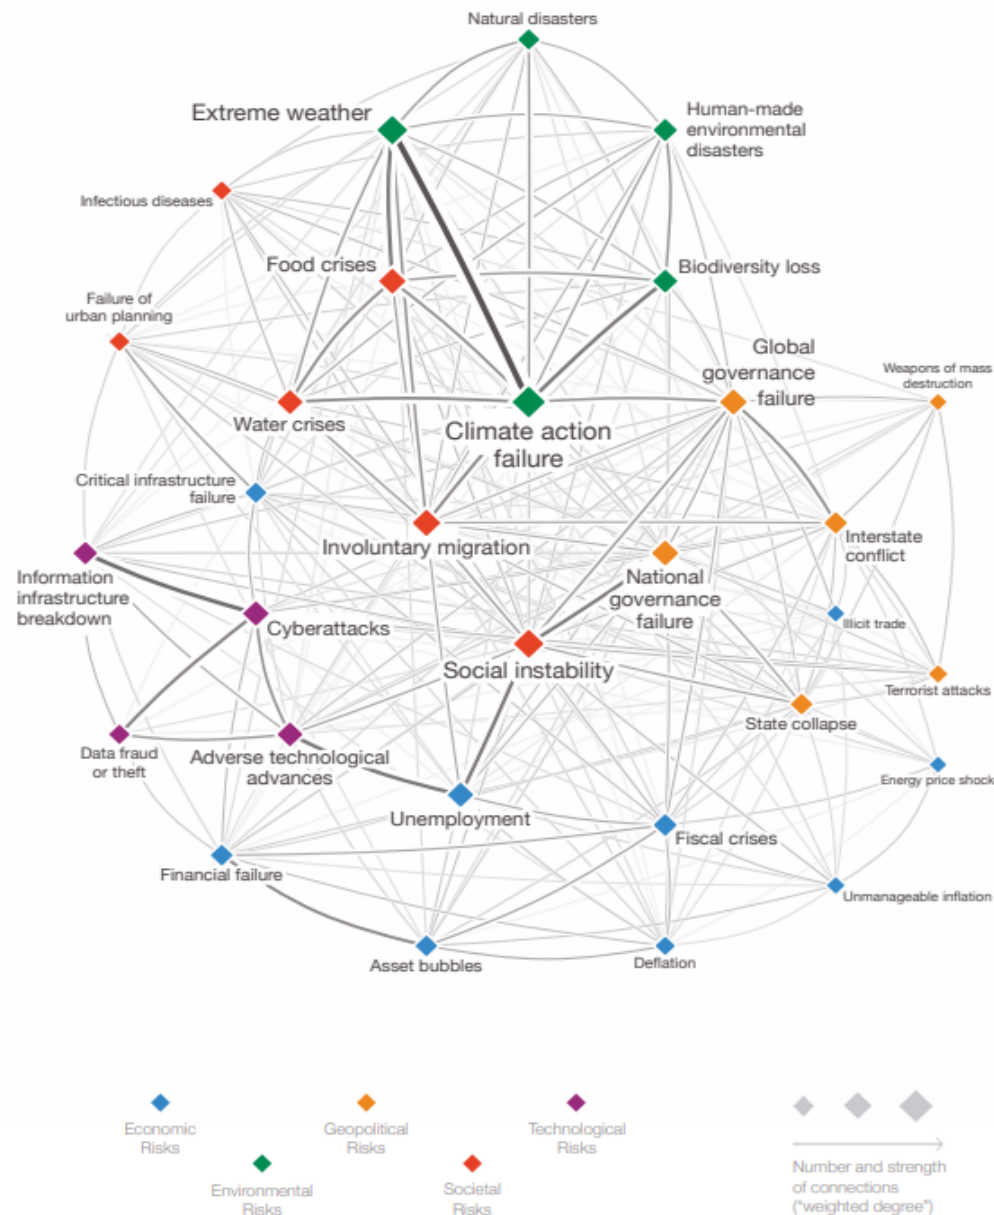 Natural disasters
Extreme weather
Human-made
environmental
disasters
Infectious diseases
Food crises
Biodiversity loss
Failure of
urban planning
Global
governance
failure
Weapons of mass
destruction
Water crises
Climate action
failure
Critical infrastructure
failure
Involuntary migration
Interstate
conflict
Information
infrastructure
breakdown
National
governance
failure
Cyberattacks
Illicit trade
Social instability
Terrorist attacks
State collapse
Data fraud
or theft
Adverse technological
advances
Energy price shock
Unemployment
Fiscal crises
Financial failure
Unmanageable inflation
Asset bubbles
Deflation
Economic
Risks
Geopolitical
Risks
Technological
Risks
Environmental
Risks
Societal
Risks
Number and strength
of connections
("weighted degree")